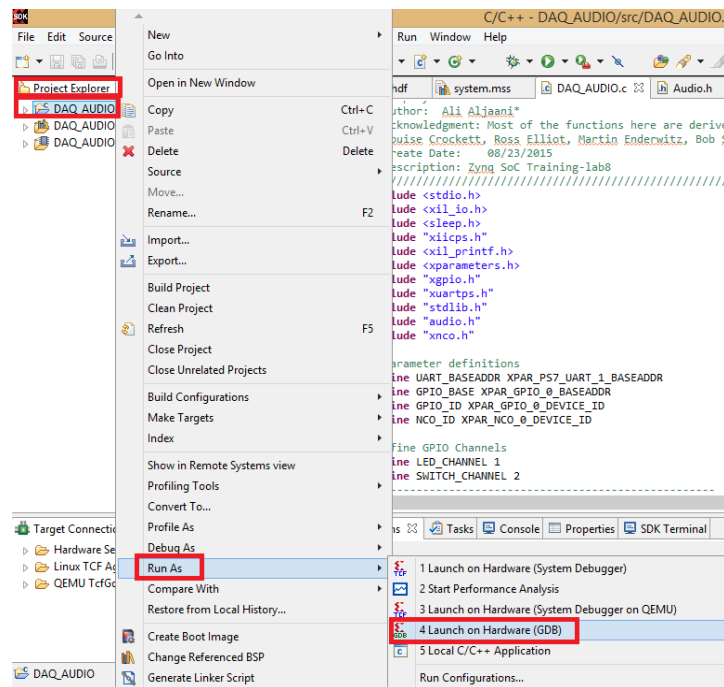 SDK
C/C++ - DAQ_AUDIO/src/DAQ_AUDIO.
File Edit Source
Run Window Help
Project Explorer
DAQ_AUDIO
DAQ_AUDIO
DAQ_AUDIO
New
Go Into
Open in New Window
Copy Ctrl+C
Paste Ctrl+V
Delete Delete
Source
Move...
Rename... F2
Import...
Export...
Build Project
Clean Project
Refresh F5
Close Project
Close Unrelated Projects
Build Configurations
Make Targets
Index
Show in Remote Systems view
Profiling Tools
Convert To...
Profile As
Debug As
Run As
Compare With
Restore from Local History...
Create Boot Image
Change Referenced BSP
Generate Linker Script
hdf system.mss DAQ_AUDIO.c Audio.h
uthor: Ali Aljaani*
cknowledgment: Most of the functions here are derive
ouise Crockett, Ross Elliot, Martin Enderwitz, Bob S
reate Date: 08/23/2015
escription: Zynq SoC Training-lab8
////////////////////////////////////////////////////
lude <stdio.h>
lude <xil_io.h>
lude <sleep.h>
lude "xiicps.h"
lude <xil_printf.h>
lude <xparameters.h>
lude "xgpio.h"
lude "xuartps.h"
lude "stdlib.h"
lude "audio.h"
lude "xnco.h"
arameter definitions
ine UART_BASEADDR XPAR_PS7_UART_1_BASEADDR
ine GPIO_BASE XPAR_GPIO_0_BASEADDR
ine GPIO_ID XPAR_GPIO_0_DEVICE_ID
ine NCO_ID XPAR_NCO_0_DEVICE_ID
fine GPIO Channels
ine LED_CHANNEL 1
ine SWITCH_CHANNEL 2
-------------------------------------------------
Target Connectio
Hardware Se
Linux TCF Ag
QEMU TcfGd
ns Tasks Console Properties SDK Terminal
TCF 1 Launch on Hardware (System Debugger)
2 Start Performance Analysis
TCF 3 Launch on Hardware (System Debugger on QEMU)
GDB 4 Launch on Hardware (GDB)
5 Local C/C++ Application
Run Configurations...
DAQ_AUDIO